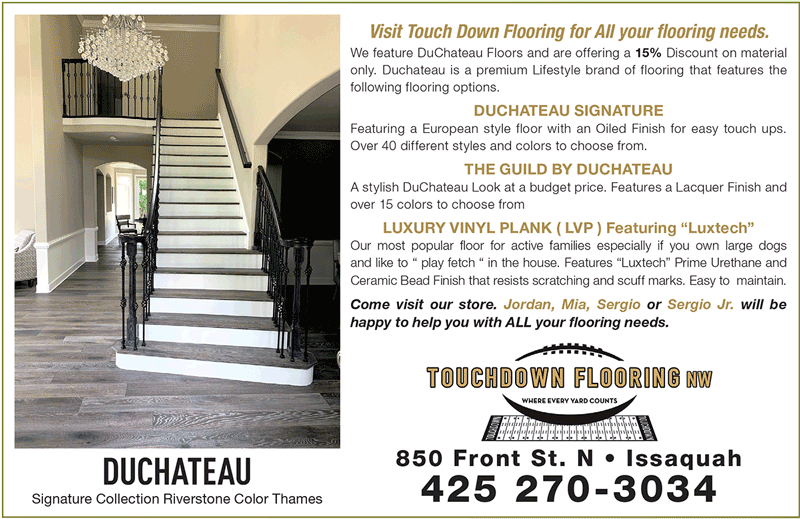 Visit Touch Down Flooring for All your flooring needs.
We feature DuChateau Floors and are offering a 15% Discount on material
only. Duchateau is a premium Lifestyle brand of flooring that features the
following flooring options.
DUCHATEAU SIGNATURE
Featuring a European style floor with an Oiled Finish for easy touch ups.
Over 40 different styles and colors to choose from.
THE GUILD BY DUCHATEAU
A stylish DuChateau Look at a budget price. Features a Lacquer Finish and
over 15 colors to choose from
LUXURY VINYL PLANK ( LVP ) Featuring “Luxtech”
Our most popular floor for active families especially if you own large dogs
and like to “ play fetch “ in the house. Features “Luxtech” Prime Urethane and
Ceramic Bead Finish that resists scratching and scuff marks. Easy to maintain.
Come visit our store. Jordan, Mia, Sergio or Sergio Jr. will be
happy to help you with ALL your flooring needs.
TOUCHDOWN FLOORING NW
WHERE EVERY YARD COUNTS
TOUCHDOWN
TOUCHDOWN
850 Front St. N • Issaquah
425 270-3034
DUCHATEAU
Signature Collection Riverstone Color Thames